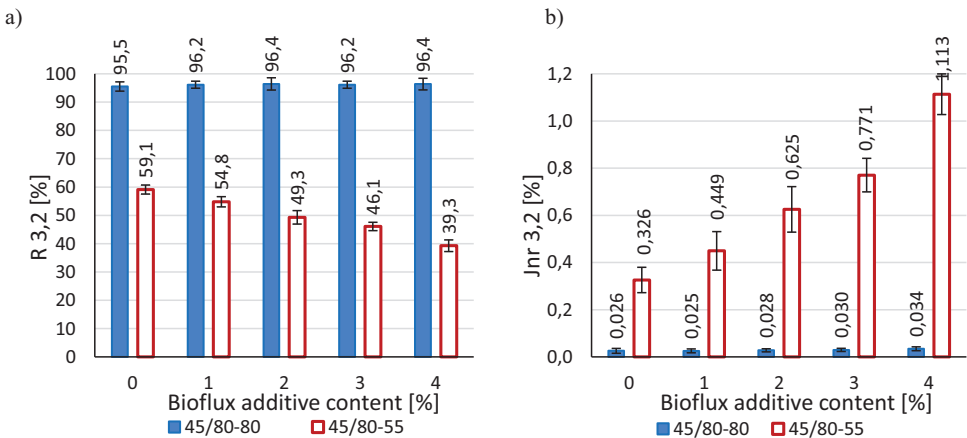 a)
95,5 96,2 96,4 96,2 96,4
100
90
80
70
60
50
40
30
20
10
0
59,1 54,8 49,3 46,1 39,3
R 3,2 [%]
0 1 2 3 4
Bioflux additive content [%]
45/80-80 45/80-55
b)
1,2
1,0
0,8
0,6
0,4
0,2
0,0
0,326 0,449 0,625 0,771 1,113
0,026 0,025 0,028 0,030 0,034
Jnr 3,2 [%]
0 1 2 3 4
Bioflux additive content [%]
45/80-80 45/80-55